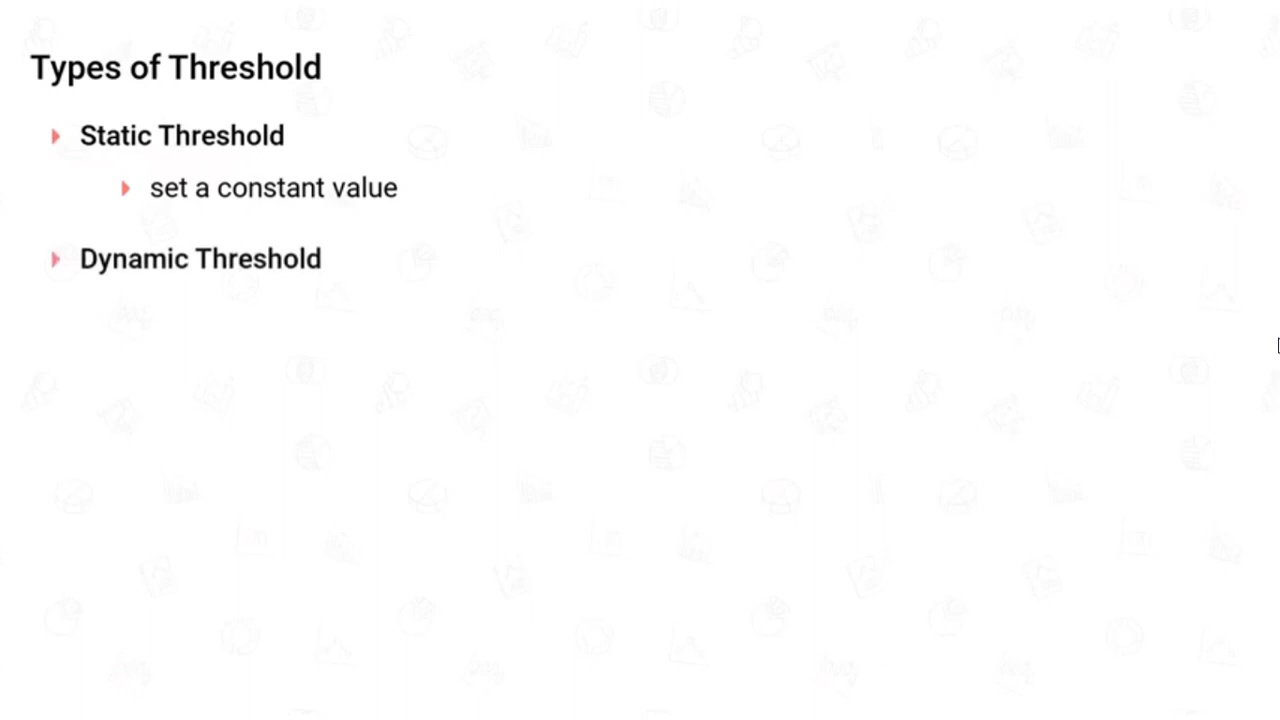 Types of Threshold
Static Threshold
set a constant value
Dynamic Threshold